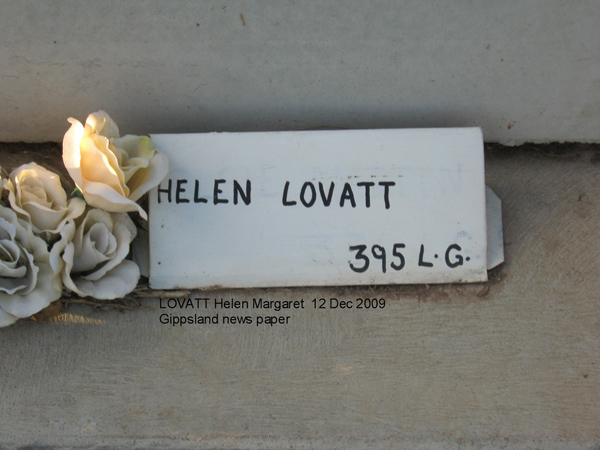 HELEN LOVATT
395 L.G.
LOVATT Helen Margaret 12 Dec 2009
Gippsland news paper